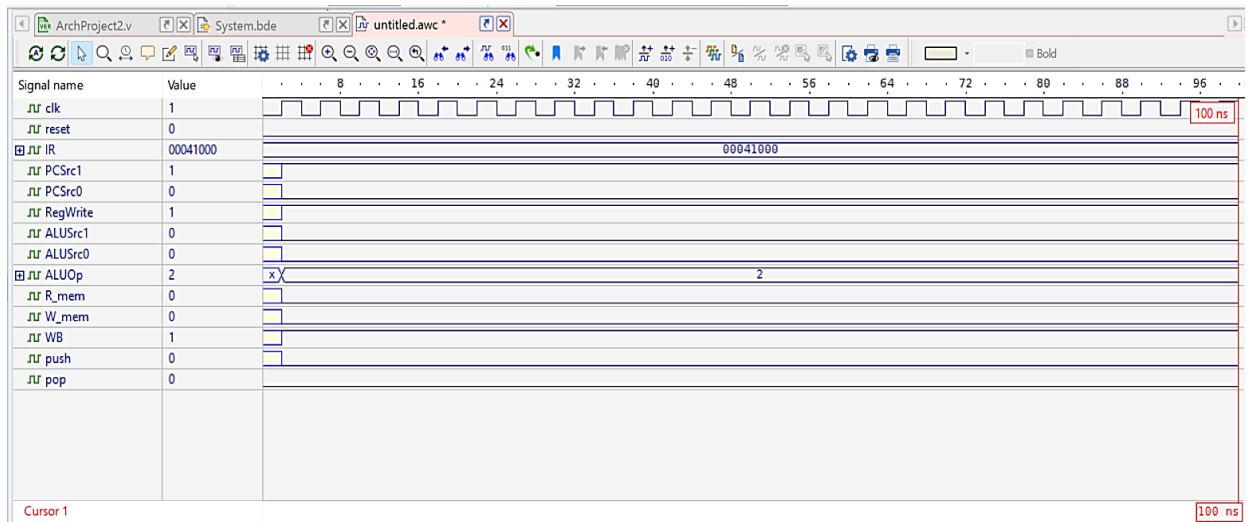 ArchProject2.v System.bde untitled.awc *
Bold
Signal name Value 8 16 24 32 40 48 56 64 72 80 88 96
clk 1 100 ns
reset 0
IR 00041000 00041000
PCSrc1 1
PCSrc0 0
RegWrite 1
ALUSrc1 0
ALUSrc0 0
ALUOp 2 x 2
R_mem 0
W_mem 0
WB 1
push 0
pop 0
Cursor 1 100 ns